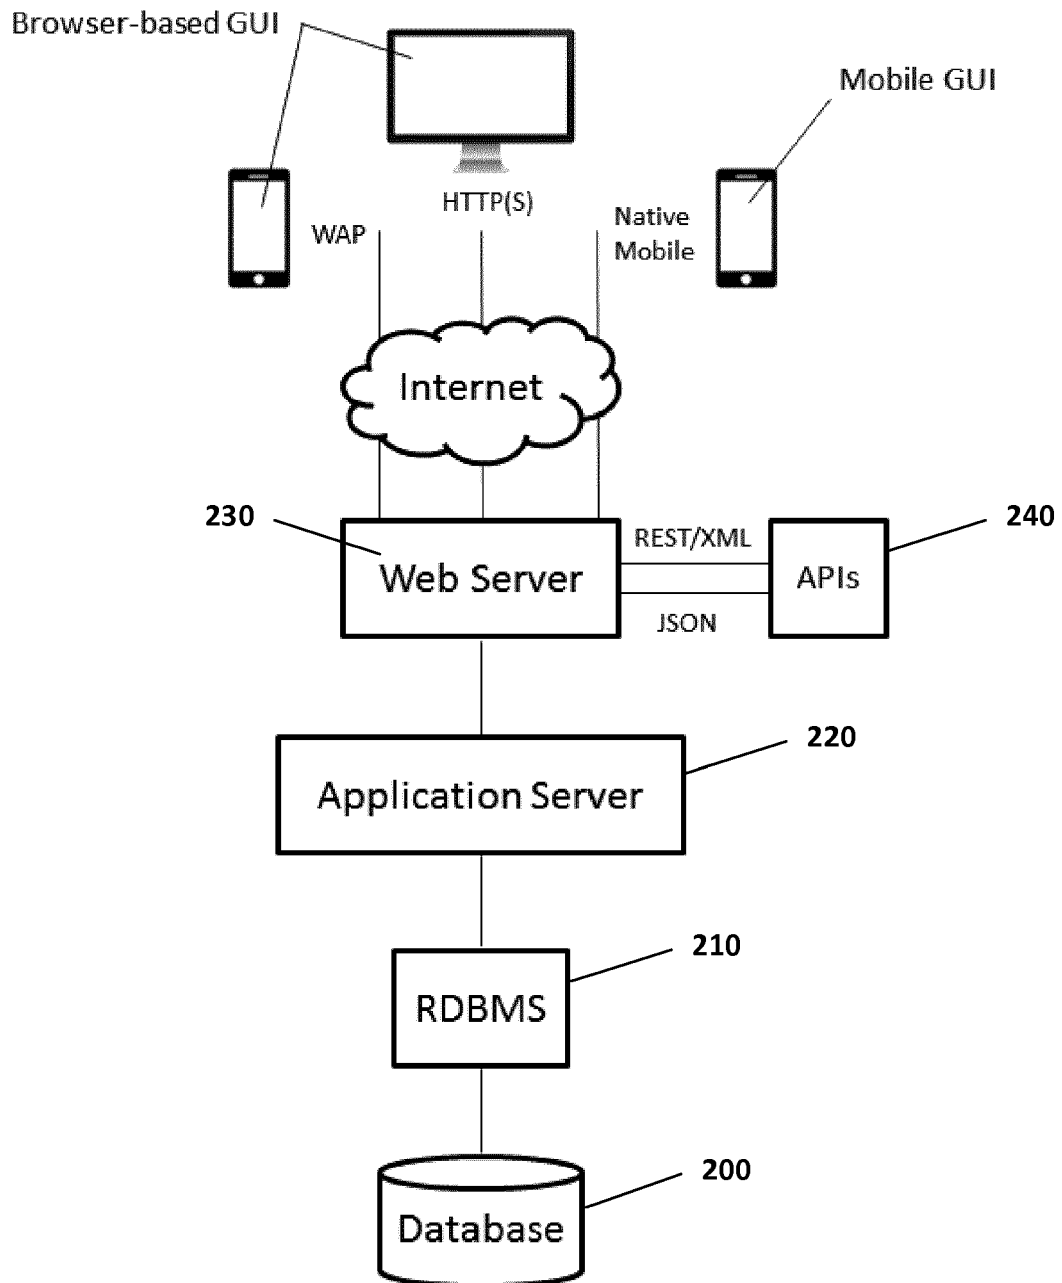 Browser-based GUI
Mobile GUI
HTTP(S)
WAP
Native
Mobile
Internet
230
240
REST/XML
Web Server
APIs
JSON
220
Application Server
210
RDBMS
200
Database